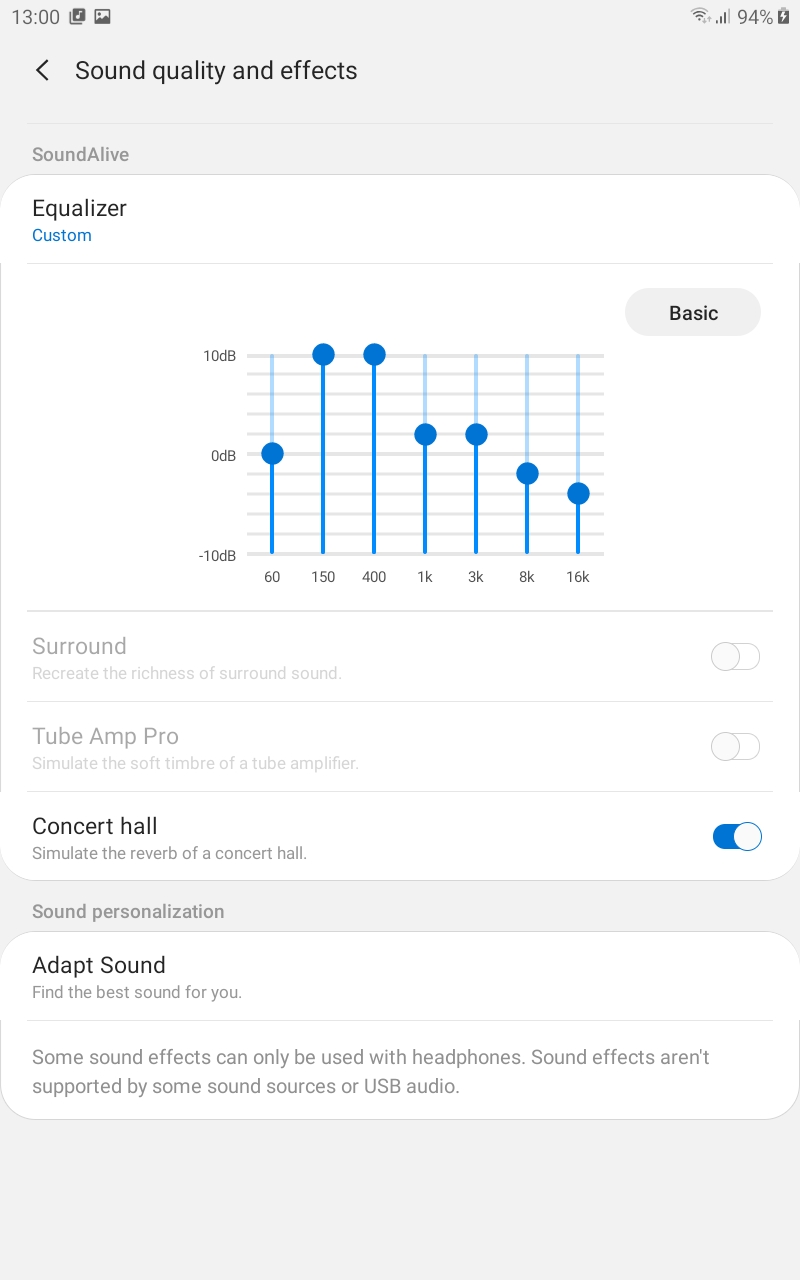 13:00 94%
Sound quality and effects
SoundAlive
Equalizer
Custom
Basic
10dB
0dB
-10dB
60 150 400 1k 3k 8k 16k
Surround
Recreate the richness of surround sound.
Tube Amp Pro
Simulate the soft timbre of a tube amplifier.
Concert hall
Simulate the reverb of a concert hall.
Sound personalization
Adapt Sound
Find the best sound for you.
Some sound effects can only be used with headphones. Sound effects aren't
supported by some sound sources or USB audio.